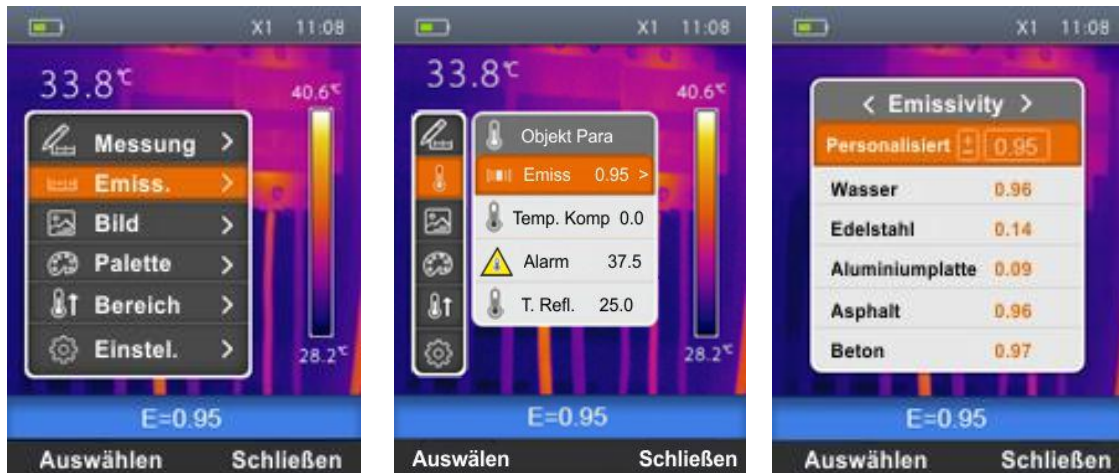 X1 11:08
33.8℃
40.6℃
Messung >
Emiss. >
Bild >
Palette >
Bereich >
Einstel. >
28.2℃
E=0.95
Auswählen Schließen
X1 11:08
33.8℃
40.6℃
Objekt Para
Emiss 0.95 >
Temp. Komp 0.0
Alarm 37.5
T. Refl. 25.0
28.2℃
E=0.95
Auswälen Schließen
X1 11:08
< Emissivity >
Personalisiert ± 0.95
Wasser 0.96
Edelstahl 0.14
Aluminiumplatte 0.09
Asphalt 0.96
Beton 0.97
E=0.95
Auswählen Schließen